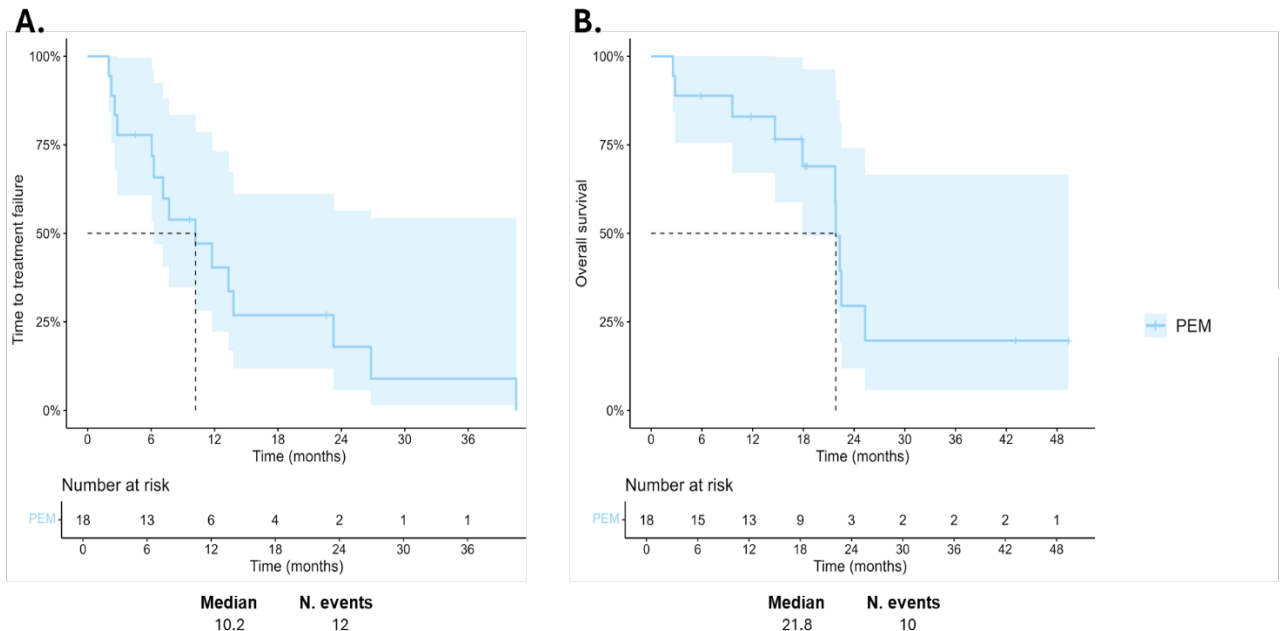 A.
Time to treatment failure
100%
75%
50%
25%
0%
0 6 12 18 24 30 36
Time (months)
Number at risk
PEM 18 13 6 4 2 1 1
0 6 12 18 24 30 36
Time (months)
Median N. events
10.2 12
B.
Overall survival
100%
75%
50%
25%
0%
0 6 12 18 24 30 36 42 48
Time (months)
PEM
Number at risk
PEM 18 15 13 9 3 2 2 2 1
0 6 12 18 24 30 36 42 48
Time (months)
Median N. events
21.8 10